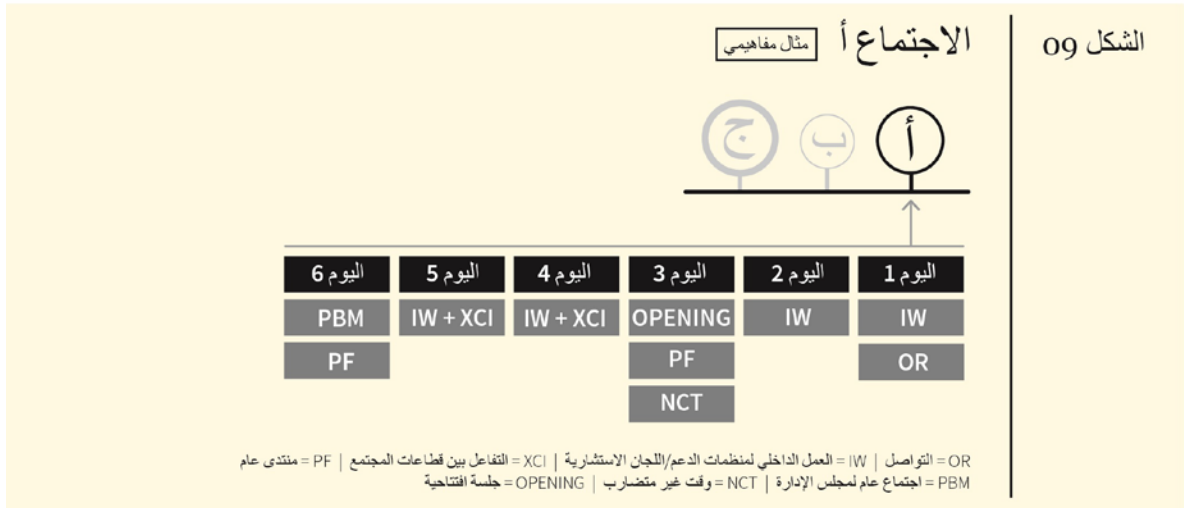 الشكل 09
الاجتماع أ مثال مفاهيمي
أ ب ج
اليوم 1 اليوم 2 اليوم 3 اليوم 4 اليوم 5 اليوم 6
IW IW OPENING IW + XCI IW + XCI PBM
OR PF PF
NCT
OR = التواصل | IW = العمل الداخلي لمنظمات الدعم/اللجان الاستشارية | XCI = التفاعل بين قطاعات المجتمع | PF = منتدى عام
PBM = اجتماع عام لمجلس الإدارة | NCT = وقت غير متضارب | OPENING = جلسة افتتاحية